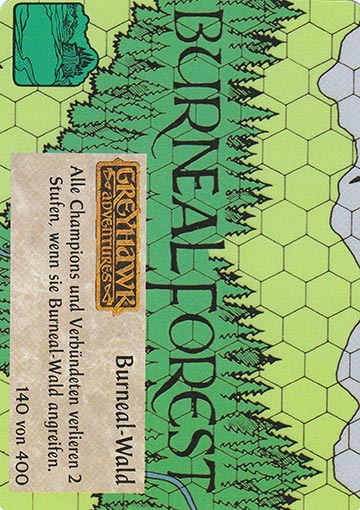 BURNEAL FOREST
GREYHAWK
ADVENTURES
Burneal-Wald
Alle Champions und Verbündeten verlieren 2
Stufen, wenn sie Burneal-Wald angreifen.
140 von 400